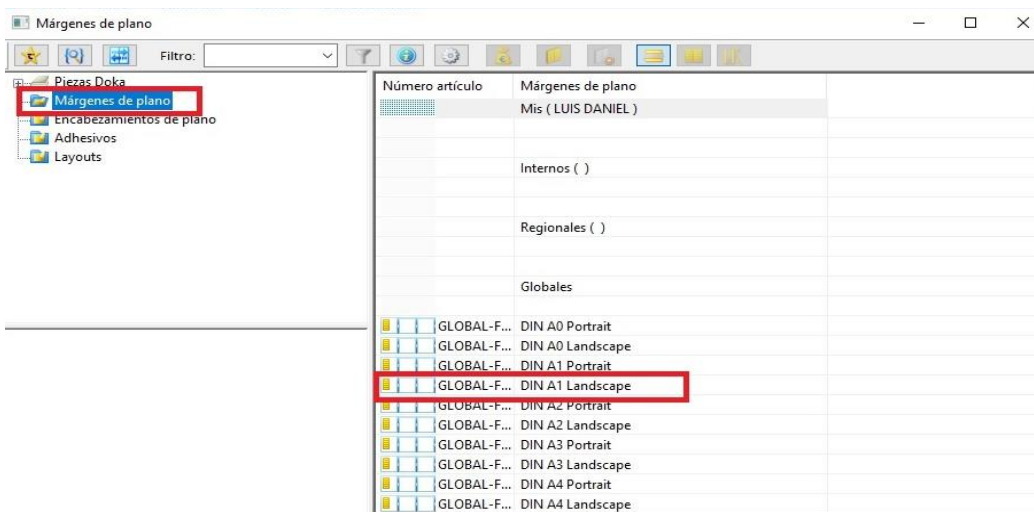 Márgenes de plano
Filtro:
Piezas Doka
Márgenes de plano
Encabezamientos de plano
Adhesivos
Layouts
Número artículo Márgenes de plano
Mis ( LUIS DANIEL )
Internos ( )
Regionales ( )
Globales
GLOBAL-F... DIN A0 Portrait
GLOBAL-F... DIN A0 Landscape
GLOBAL-F... DIN A1 Portrait
GLOBAL-F... DIN A1 Landscape
GLOBAL-F... DIN A2 Portrait
GLOBAL-F... DIN A2 Landscape
GLOBAL-F... DIN A3 Portrait
GLOBAL-F... DIN A3 Landscape
GLOBAL-F... DIN A4 Portrait
GLOBAL-F... DIN A4 Landscape